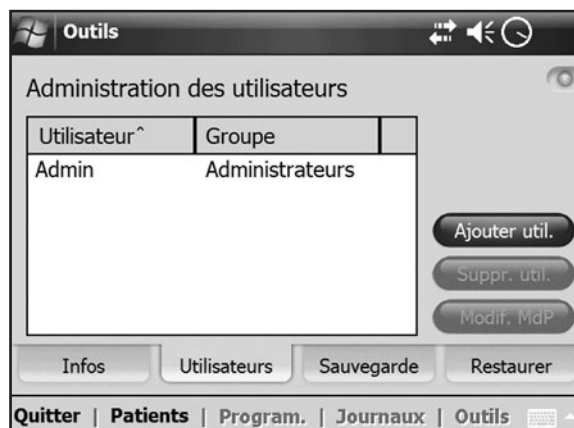 Outils
Administration des utilisateurs
Utilisateur^ Groupe
Admin Administrateurs
Ajouter util.
Suppr. util.
Modif. MdP
Infos Utilisateurs Sauvegarde Restaurer
Quitter | Patients | Program. | Journaux | Outils